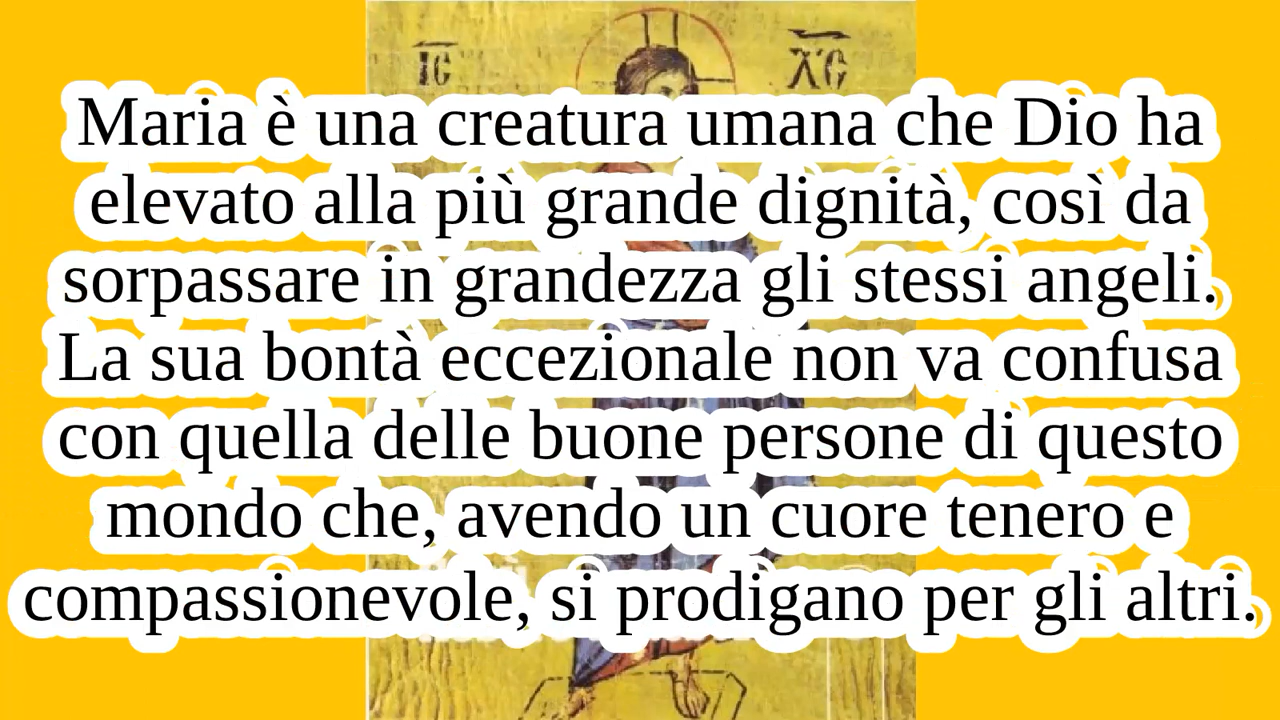 IC XC
Maria è una creatura umana che Dio ha
elevato alla più grande dignità, così da
sorpassare in grandezza gli stessi angeli.
La sua bontà eccezionale non va confusa
con quella delle buone persone di questo
mondo che, avendo un cuore tenero e
compassionevole, si prodigano per gli altri.